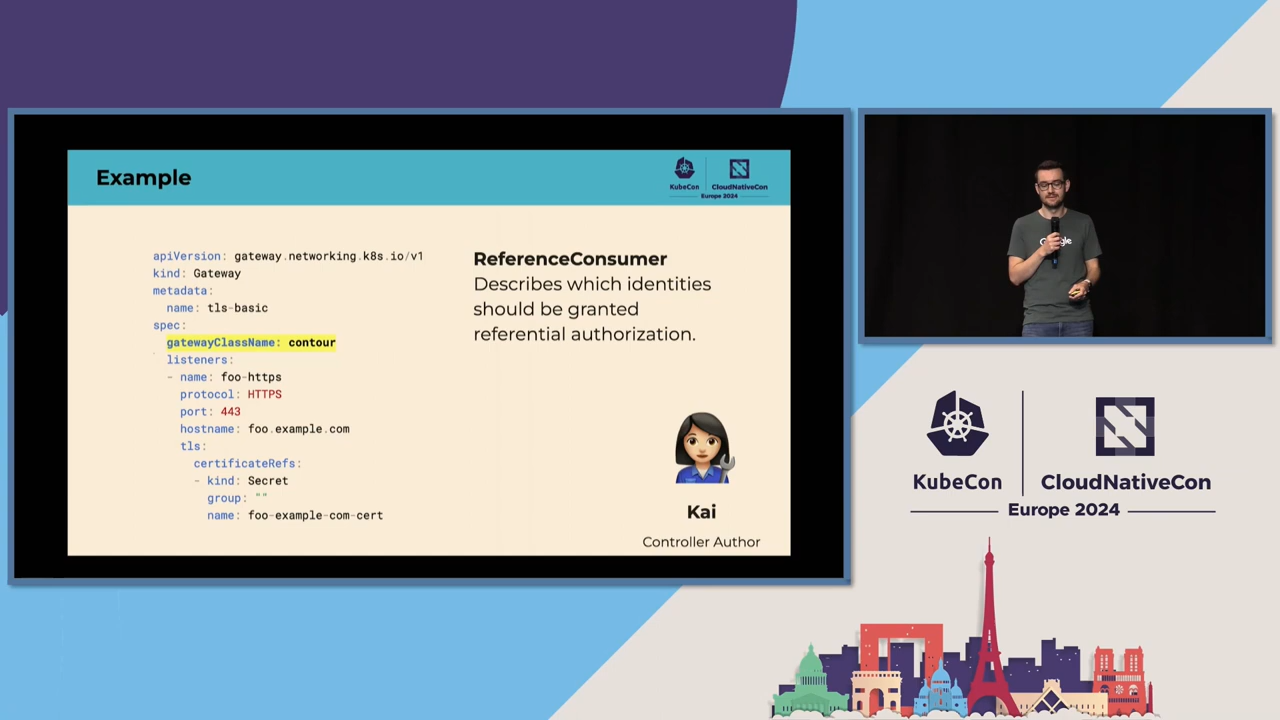 Example
KubeCon
CloudNativeCon
Europe 2024
apiVersion: gateway.networking.k8s.io/v1
kind: Gateway
metadata:
  name: tls-basic
spec:
  gatewayClassName: contour
  listeners:
  - name: foo-https
    protocol: HTTPS
    port: 443
    hostname: foo.example.com
    tls:
      certificateRefs:
      - kind: Secret
        group: ""
        name: foo-example-com-cert
ReferenceConsumer
Describes which identities
should be granted
referential authorization.
Kai
Controller Author
Google
KubeCon
CloudNativeCon
Europe 2024